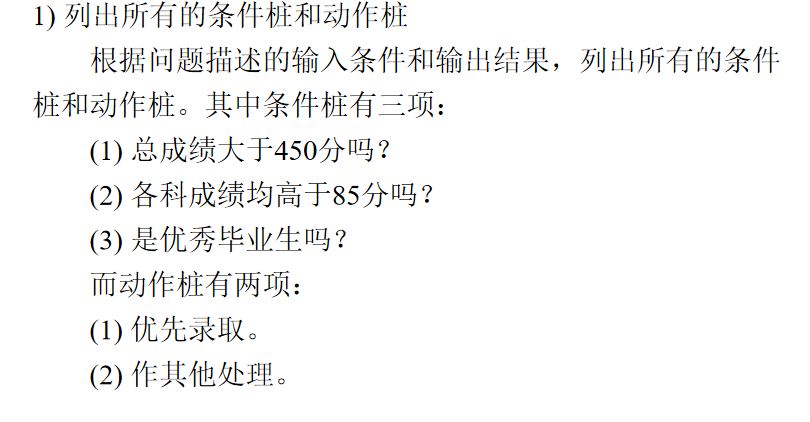 1) 列出所有的条件桩和动作桩
根据问题描述的输入条件和输出结果，列出所有的条件
桩和动作桩。其中条件桩有三项：
(1) 总成绩大于450分吗？
(2) 各科成绩均高于85分吗？
(3) 是优秀毕业生吗？
而动作桩有两项：
(1) 优先录取。
(2) 作其他处理。